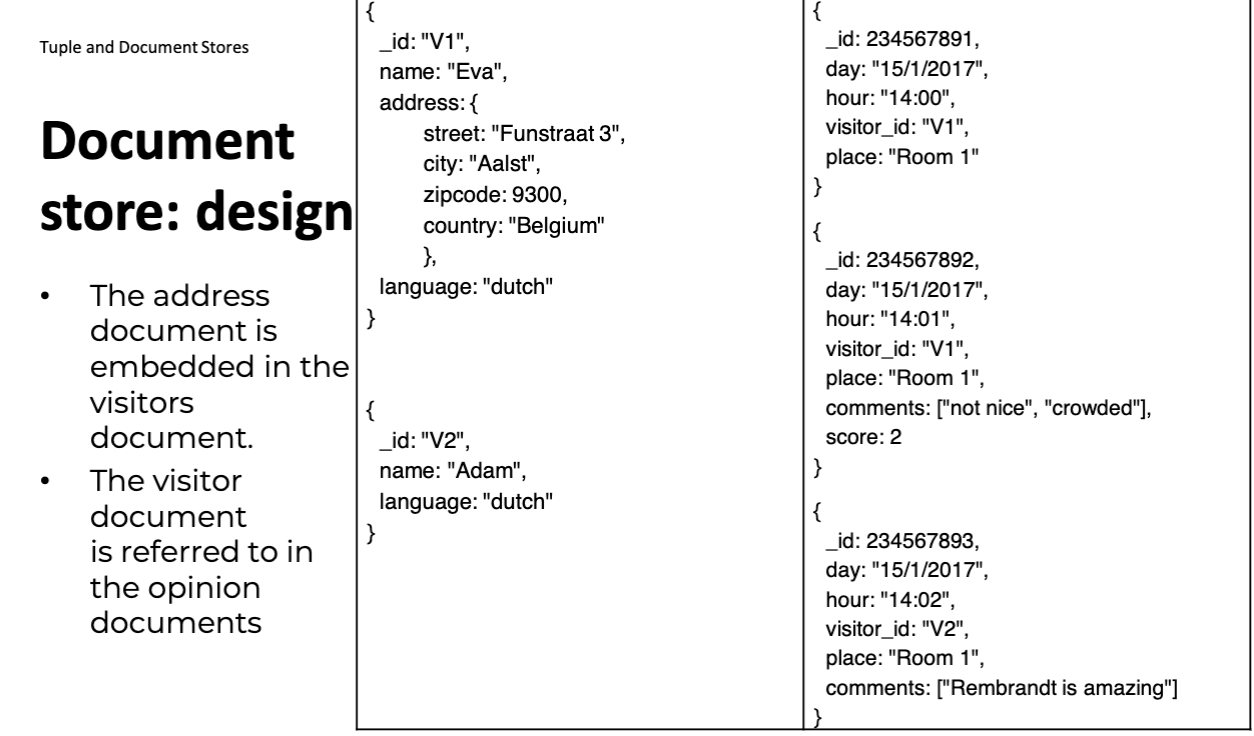 Tuple and Document Stores
Document
store: design
• The address
document is
embedded in the
visitors
document.
• The visitor
document
is referred to in
the opinion
documents
{
_id: "V1",
name: "Eva",
address: {
street: "Funstraat 3",
city: "Aalst",
zipcode: 9300,
country: "Belgium"
},
language: "dutch"
}
{
_id: "V2",
name: "Adam",
language: "dutch"
}
{
_id: 234567891,
day: "15/1/2017",
hour: "14:00",
visitor_id: "V1",
place: "Room 1"
}
{
_id: 234567892,
day: "15/1/2017",
hour: "14:01",
visitor_id: "V1",
place: "Room 1",
comments: ["not nice", "crowded"],
score: 2
}
{
_id: 234567893,
day: "15/1/2017",
hour: "14:02",
visitor_id: "V2",
place: "Room 1",
comments: ["Rembrandt is amazing"]
}